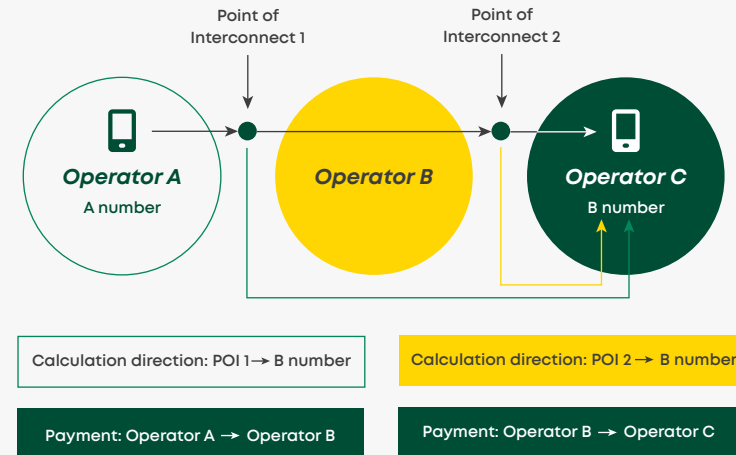 Point of
Interconnect 1
Point of
Interconnect 2
Operator A
A number
Operator B
Operator C
B number
Calculation direction: POI 1→ B number
Calculation direction: POI 2→ B number
Payment: Operator A → Operator B
Payment: Operator B → Operator C